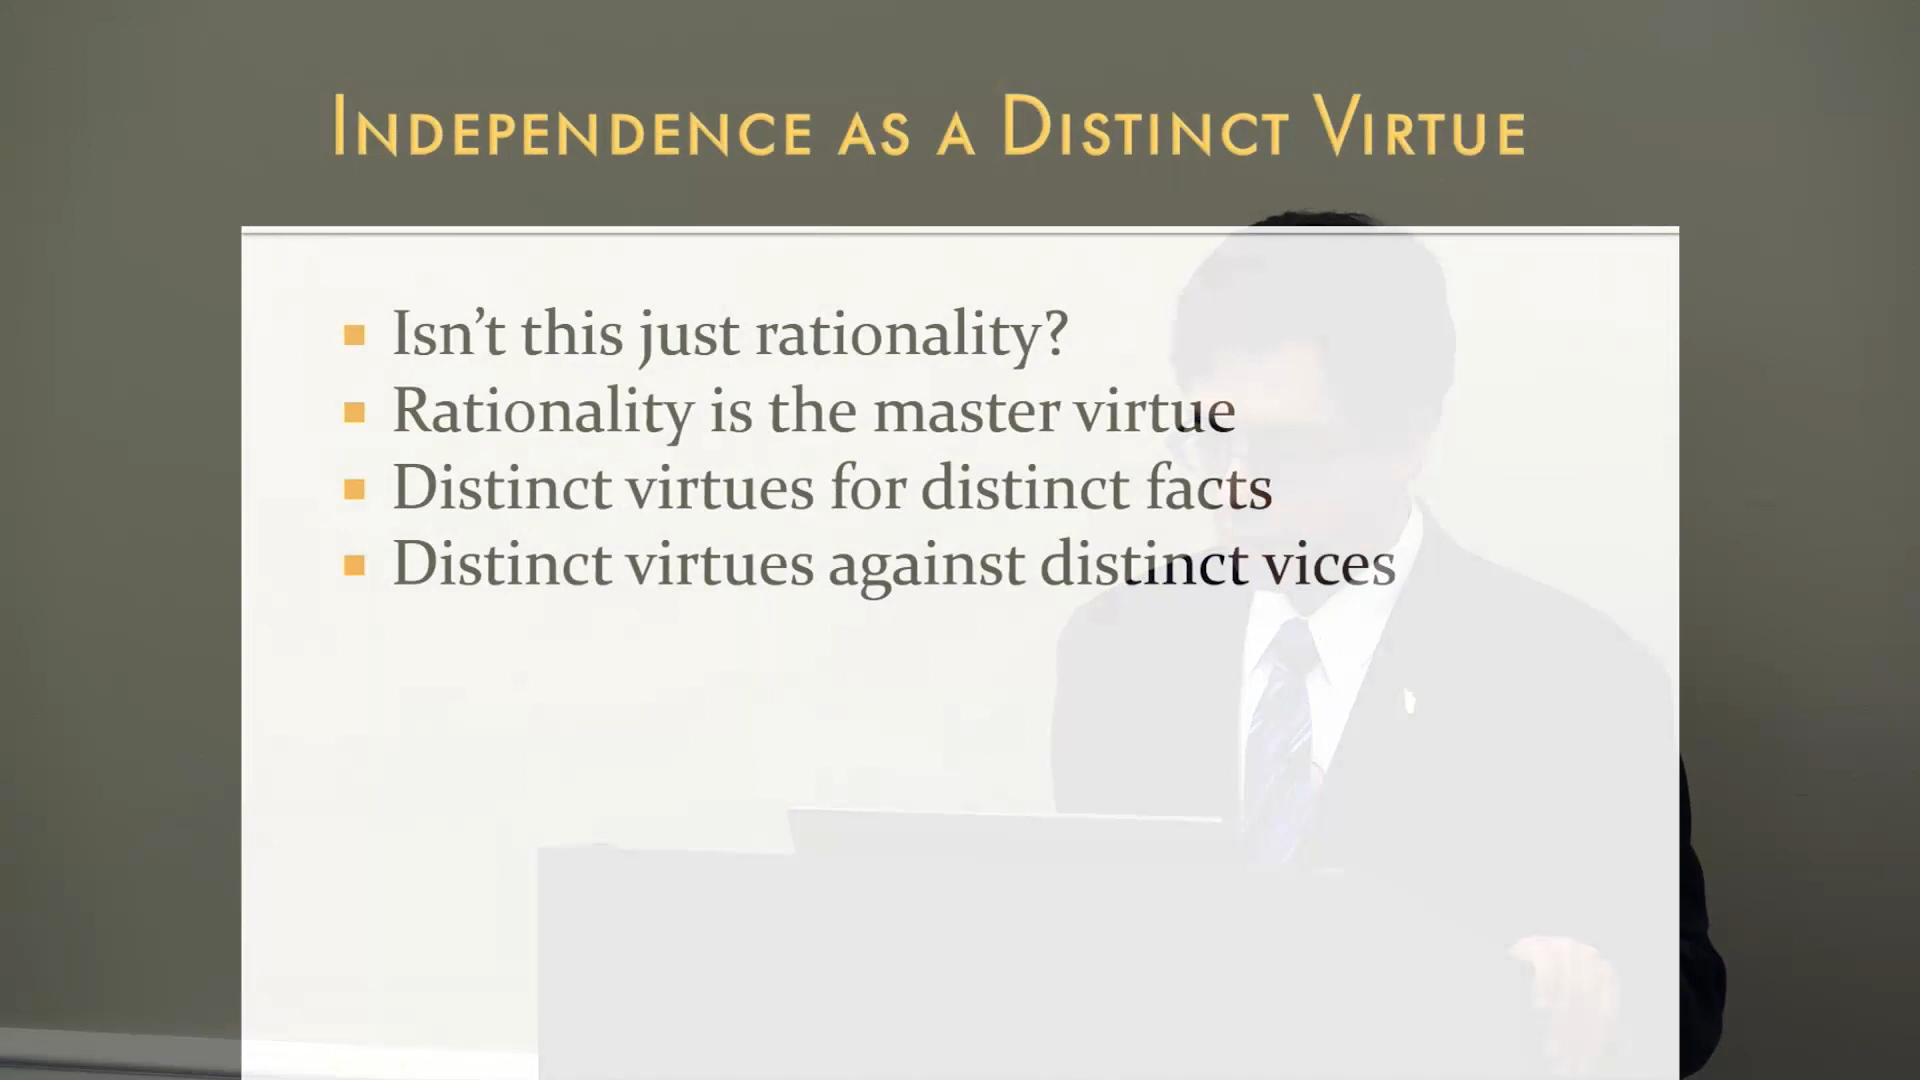 Independence as a Distinct Virtue
Isn’t this just rationality?
Rationality is the master virtue
Distinct virtues for distinct facts
Distinct virtues against distinct vices